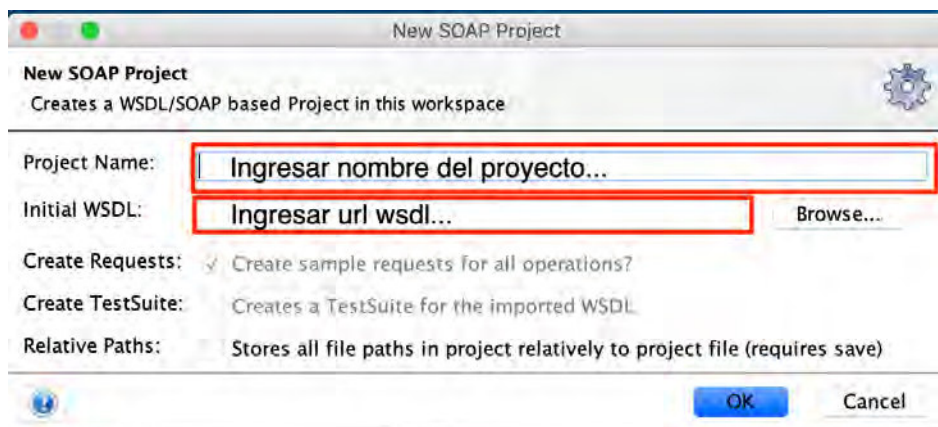 New SOAP Project
New SOAP Project
Creates a WSDL/SOAP based Project in this workspace
Project Name: Ingresar nombre del proyecto...
Initial WSDL: Ingresar url wsdl... Browse...
Create Requests: ✓ Create sample requests for all operations?
Create TestSuite: Creates a TestSuite for the imported WSDL
Relative Paths: Stores all file paths in project relatively to project file (requires save)
OK Cancel